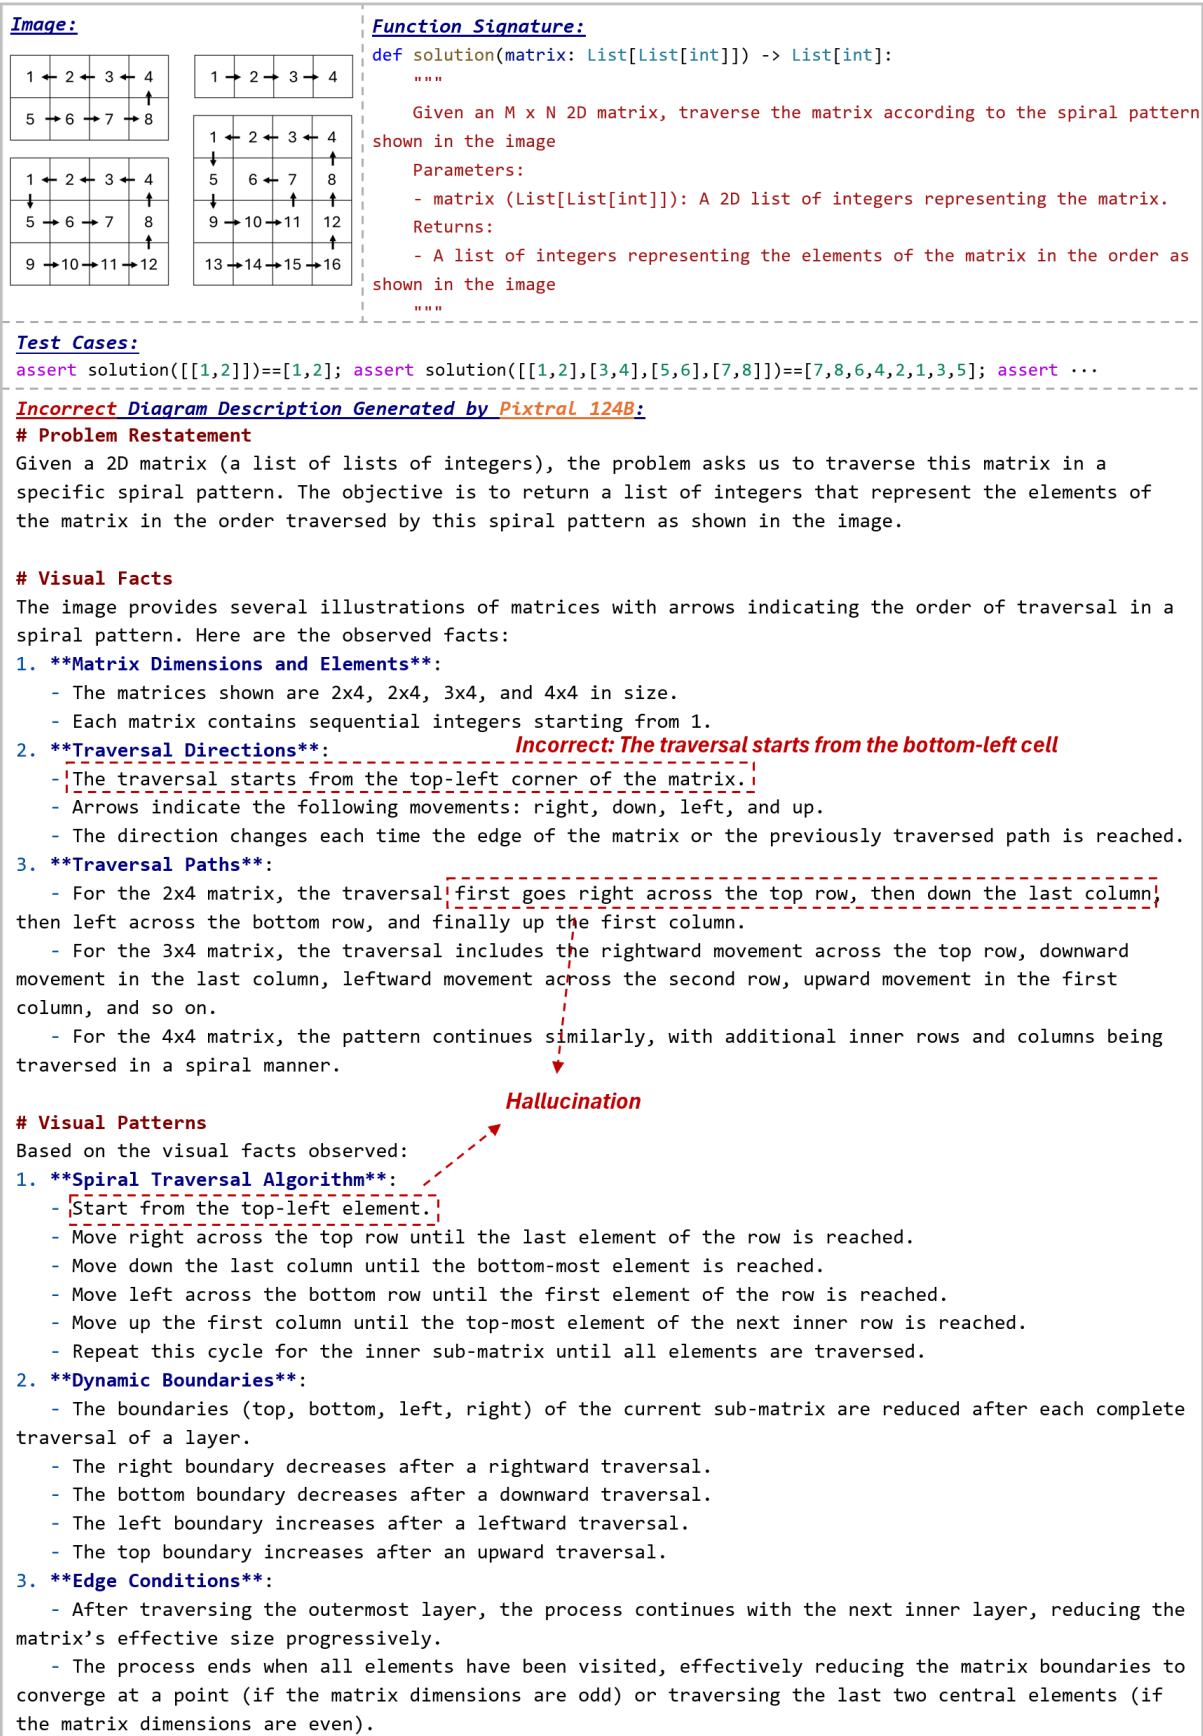 Image:
1 ← 2 ← 3 ← 4
↑
5 → 6 → 7 → 8
1 → 2 → 3 → 4
1 ← 2 ← 3 ← 4
↓ ↑
5 → 6 → 7 8
↑
9 → 10 → 11 → 12
1 ← 2 ← 3 ← 4
↓ ↑
5 6 ← 7 8
↓ ↑ ↑
9 → 10 → 11 12
↑
13 → 14 → 15 → 16
Function Signature:
def solution(matrix: List[List[int]]) -> List[int]:
"""
Given an M x N 2D matrix, traverse the matrix according to the spiral pattern
shown in the image
Parameters:
- matrix (List[List[int]]): A 2D list of integers representing the matrix.
Returns:
- A list of integers representing the elements of the matrix in the order as
shown in the image
"""
Test Cases:
assert solution([[1,2]])==[1,2]; assert solution([[1,2],[3,4],[5,6],[7,8]])==[7,8,6,4,2,1,3,5]; assert ···
Incorrect Diagram Description Generated by Pixtral 124B:
# Problem Restatement
Given a 2D matrix (a list of lists of integers), the problem asks us to traverse this matrix in a
specific spiral pattern. The objective is to return a list of integers that represent the elements of
the matrix in the order traversed by this spiral pattern as shown in the image.
# Visual Facts
The image provides several illustrations of matrices with arrows indicating the order of traversal in a
spiral pattern. Here are the observed facts:
1. **Matrix Dimensions and Elements**:
- The matrices shown are 2x4, 2x4, 3x4, and 4x4 in size.
- Each matrix contains sequential integers starting from 1.
2. **Traversal Directions**:
Incorrect: The traversal starts from the bottom-left cell
- The traversal starts from the top-left corner of the matrix.
- Arrows indicate the following movements: right, down, left, and up.
- The direction changes each time the edge of the matrix or the previously traversed path is reached.
3. **Traversal Paths**:
- For the 2x4 matrix, the traversal first goes right across the top row, then down the last column,
then left across the bottom row, and finally up the first column.
- For the 3x4 matrix, the traversal includes the rightward movement across the top row, downward
movement in the last column, leftward movement across the second row, upward movement in the first
column, and so on.
- For the 4x4 matrix, the pattern continues similarly, with additional inner rows and columns being
traversed in a spiral manner.
Hallucination
# Visual Patterns
Based on the visual facts observed:
1. **Spiral Traversal Algorithm**:
- Start from the top-left element.
- Move right across the top row until the last element of the row is reached.
- Move down the last column until the bottom-most element is reached.
- Move left across the bottom row until the first element of the row is reached.
- Move up the first column until the top-most element of the next inner row is reached.
- Repeat this cycle for the inner sub-matrix until all elements are traversed.
2. **Dynamic Boundaries**:
- The boundaries (top, bottom, left, right) of the current sub-matrix are reduced after each complete
traversal of a layer.
- The right boundary decreases after a rightward traversal.
- The bottom boundary decreases after a downward traversal.
- The left boundary increases after a leftward traversal.
- The top boundary increases after an upward traversal.
3. **Edge Conditions**:
- After traversing the outermost layer, the process continues with the next inner layer, reducing the
matrix’s effective size progressively.
- The process ends when all elements have been visited, effectively reducing the matrix boundaries to
converge at a point (if the matrix dimensions are odd) or traversing the last two central elements (if
the matrix dimensions are even).